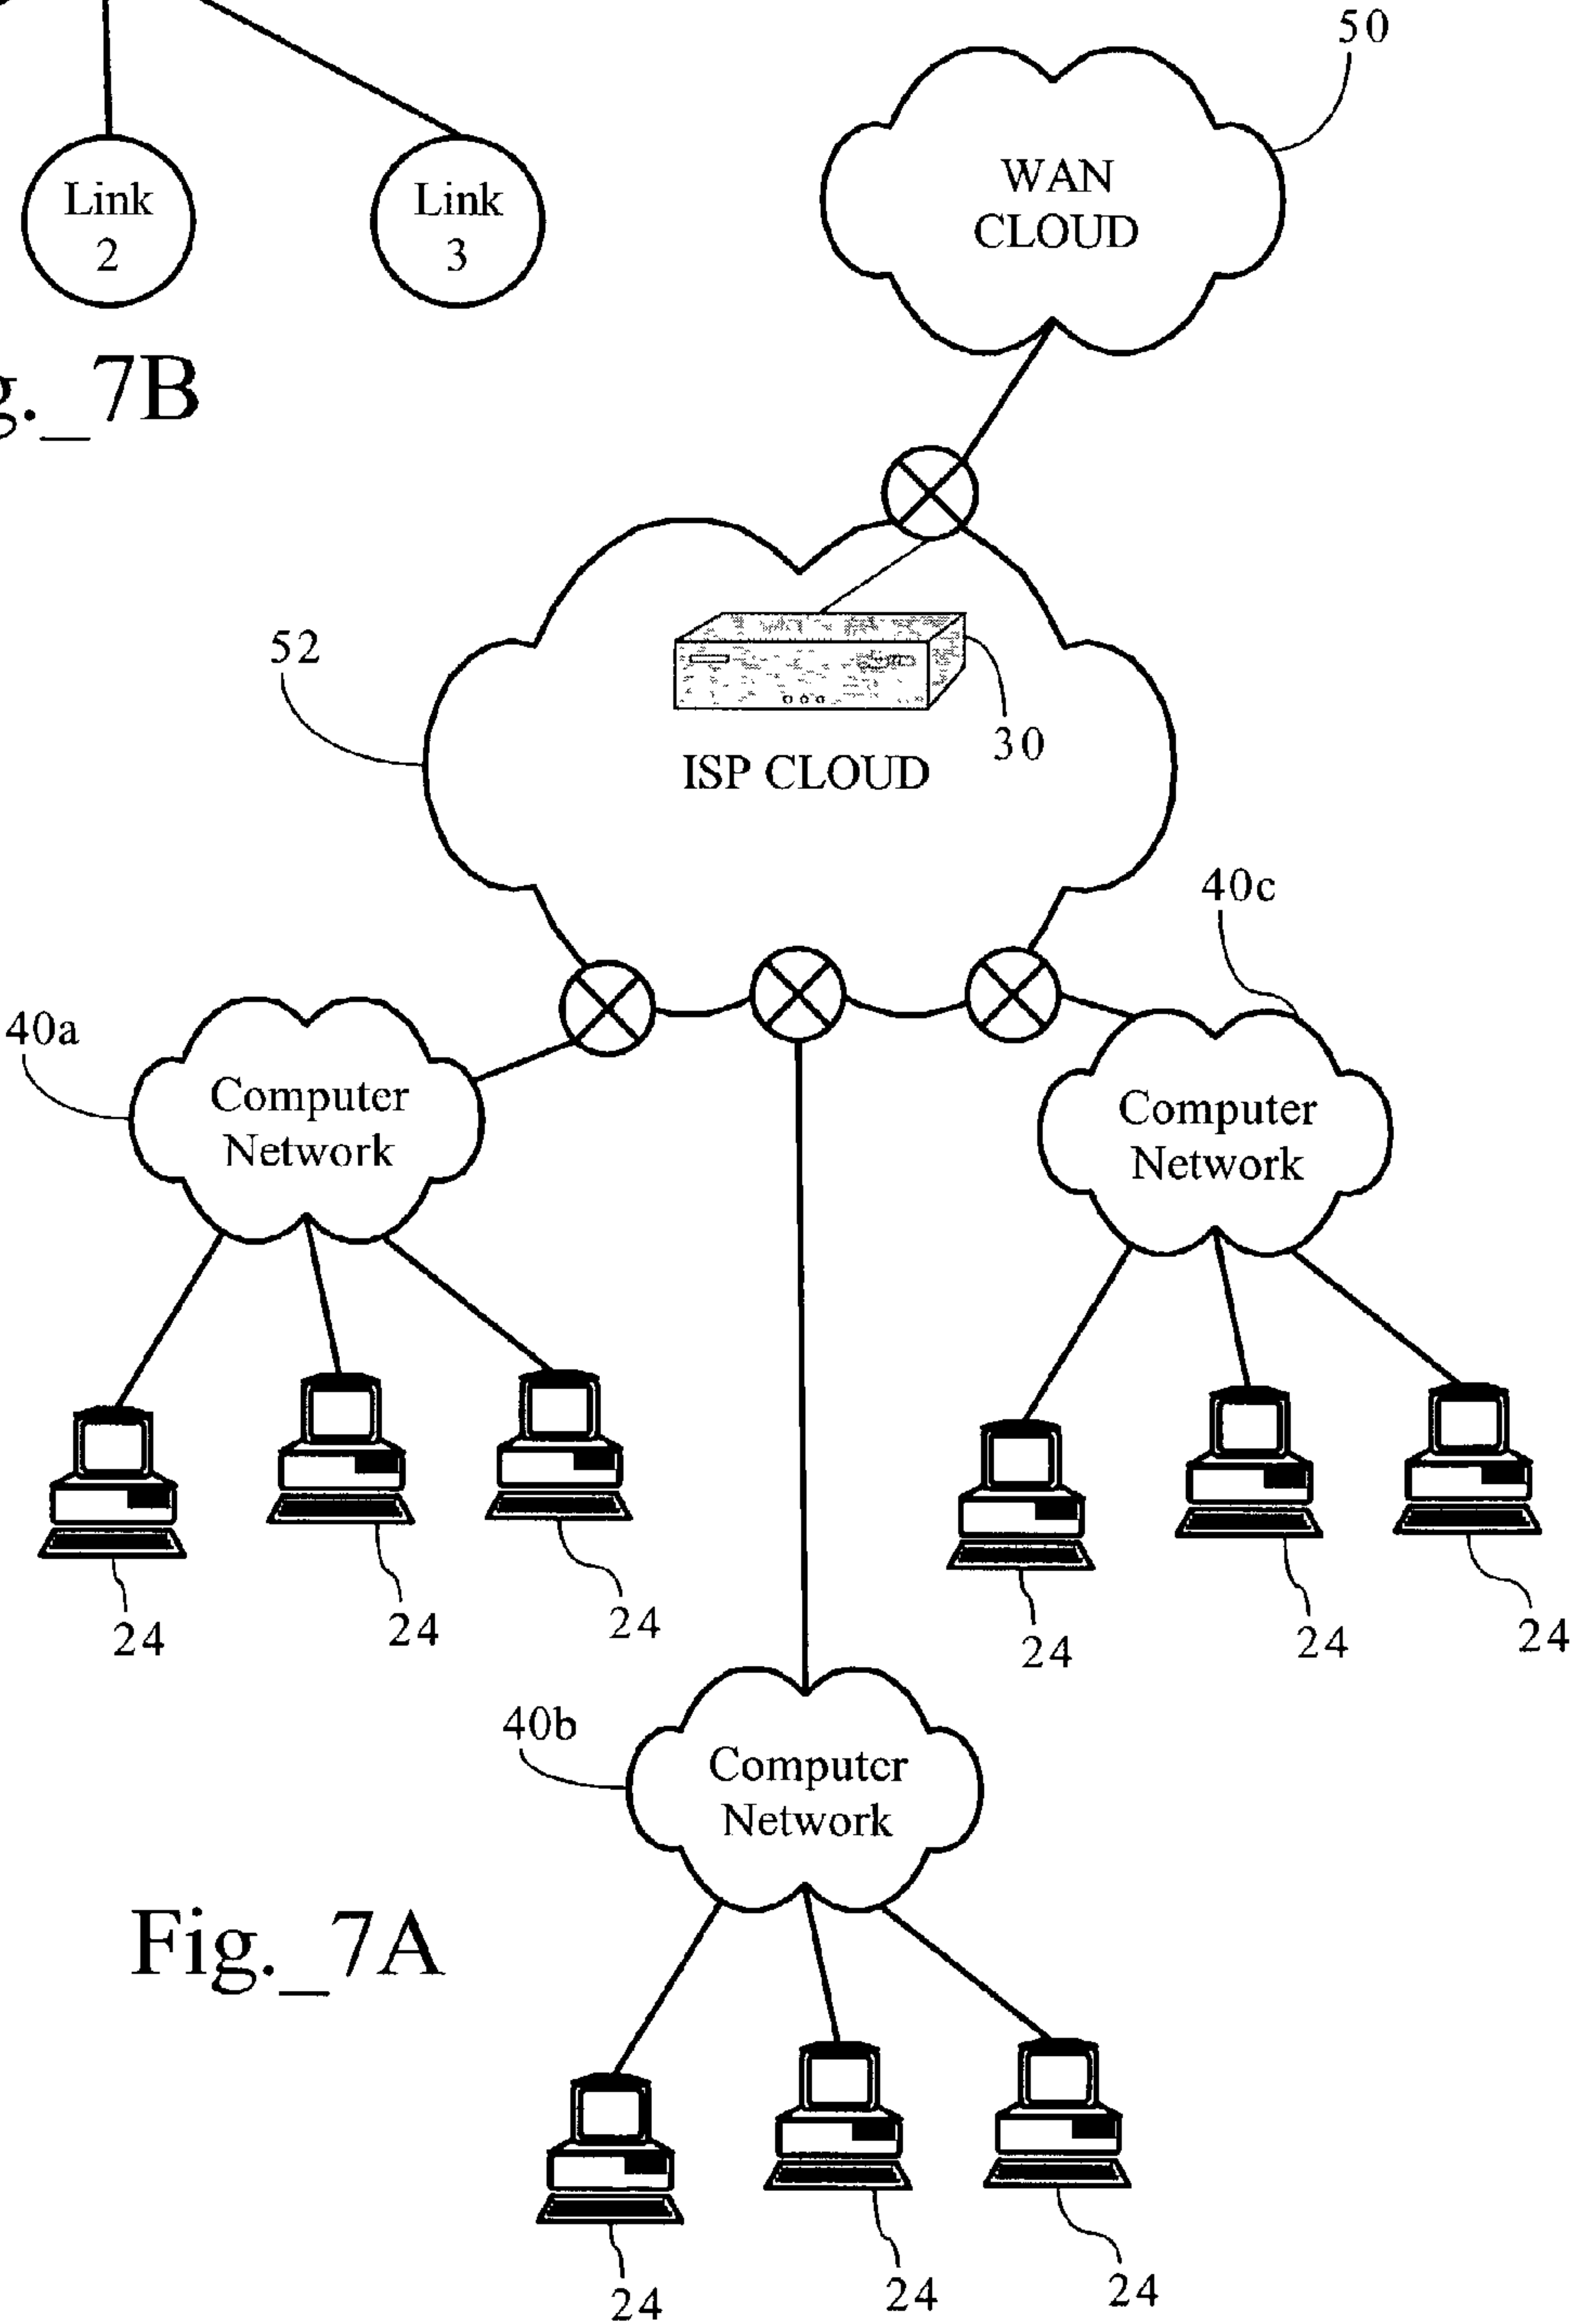 50
WAN
CLOUD
Link
2
Link
3
g._7B
52
30
ISP CLOUD
40c
40a
Computer
Network
Computer
Network
24
24
24
24
24
24
40b
Computer
Network
Fig._7A
24
24
24